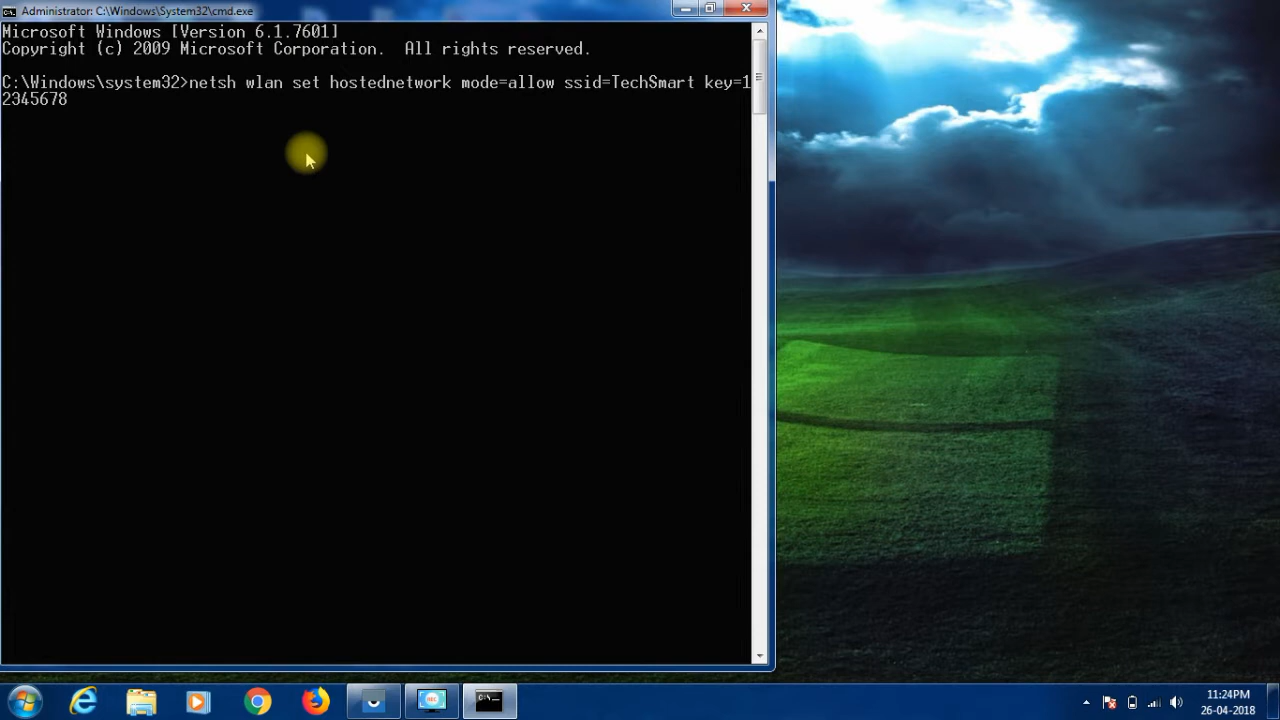 Administrator: C:\Windows\System32\cmd.exe
Microsoft Windows [Version 6.1.7601]
Copyright (c) 2009 Microsoft Corporation.  All rights reserved.
C:\Windows\system32>netsh wlan set hostednetwork mode=allow ssid=TechSmart key=1
2345678
11:24PM
26-04-2018